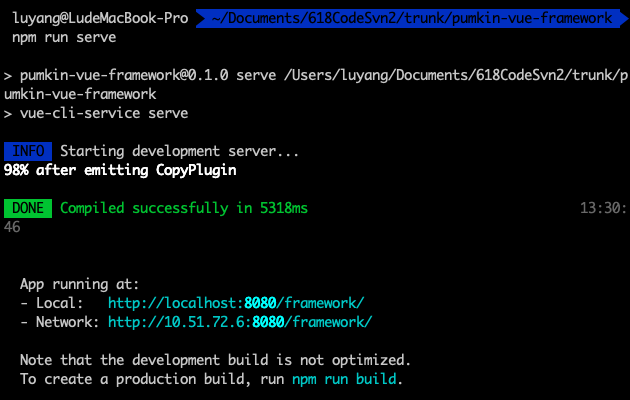 luyang@LudeMacBook-Pro ~/Documents/618CodeSvn2/trunk/pumkin-vue-framework
npm run serve
> pumkin-vue-framework@0.1.0 serve /Users/luyang/Documents/618CodeSvn2/trunk/p
umkin-vue-framework
> vue-cli-service serve
INFO Starting development server...
98% after emitting CopyPlugin
DONE Compiled successfully in 5318ms 13:30:
46
App running at:
- Local: http://localhost:8080/framework/
- Network: http://10.51.72.6:8080/framework/
Note that the development build is not optimized.
To create a production build, run npm run build.